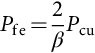 P_fe = 2/β P_cu